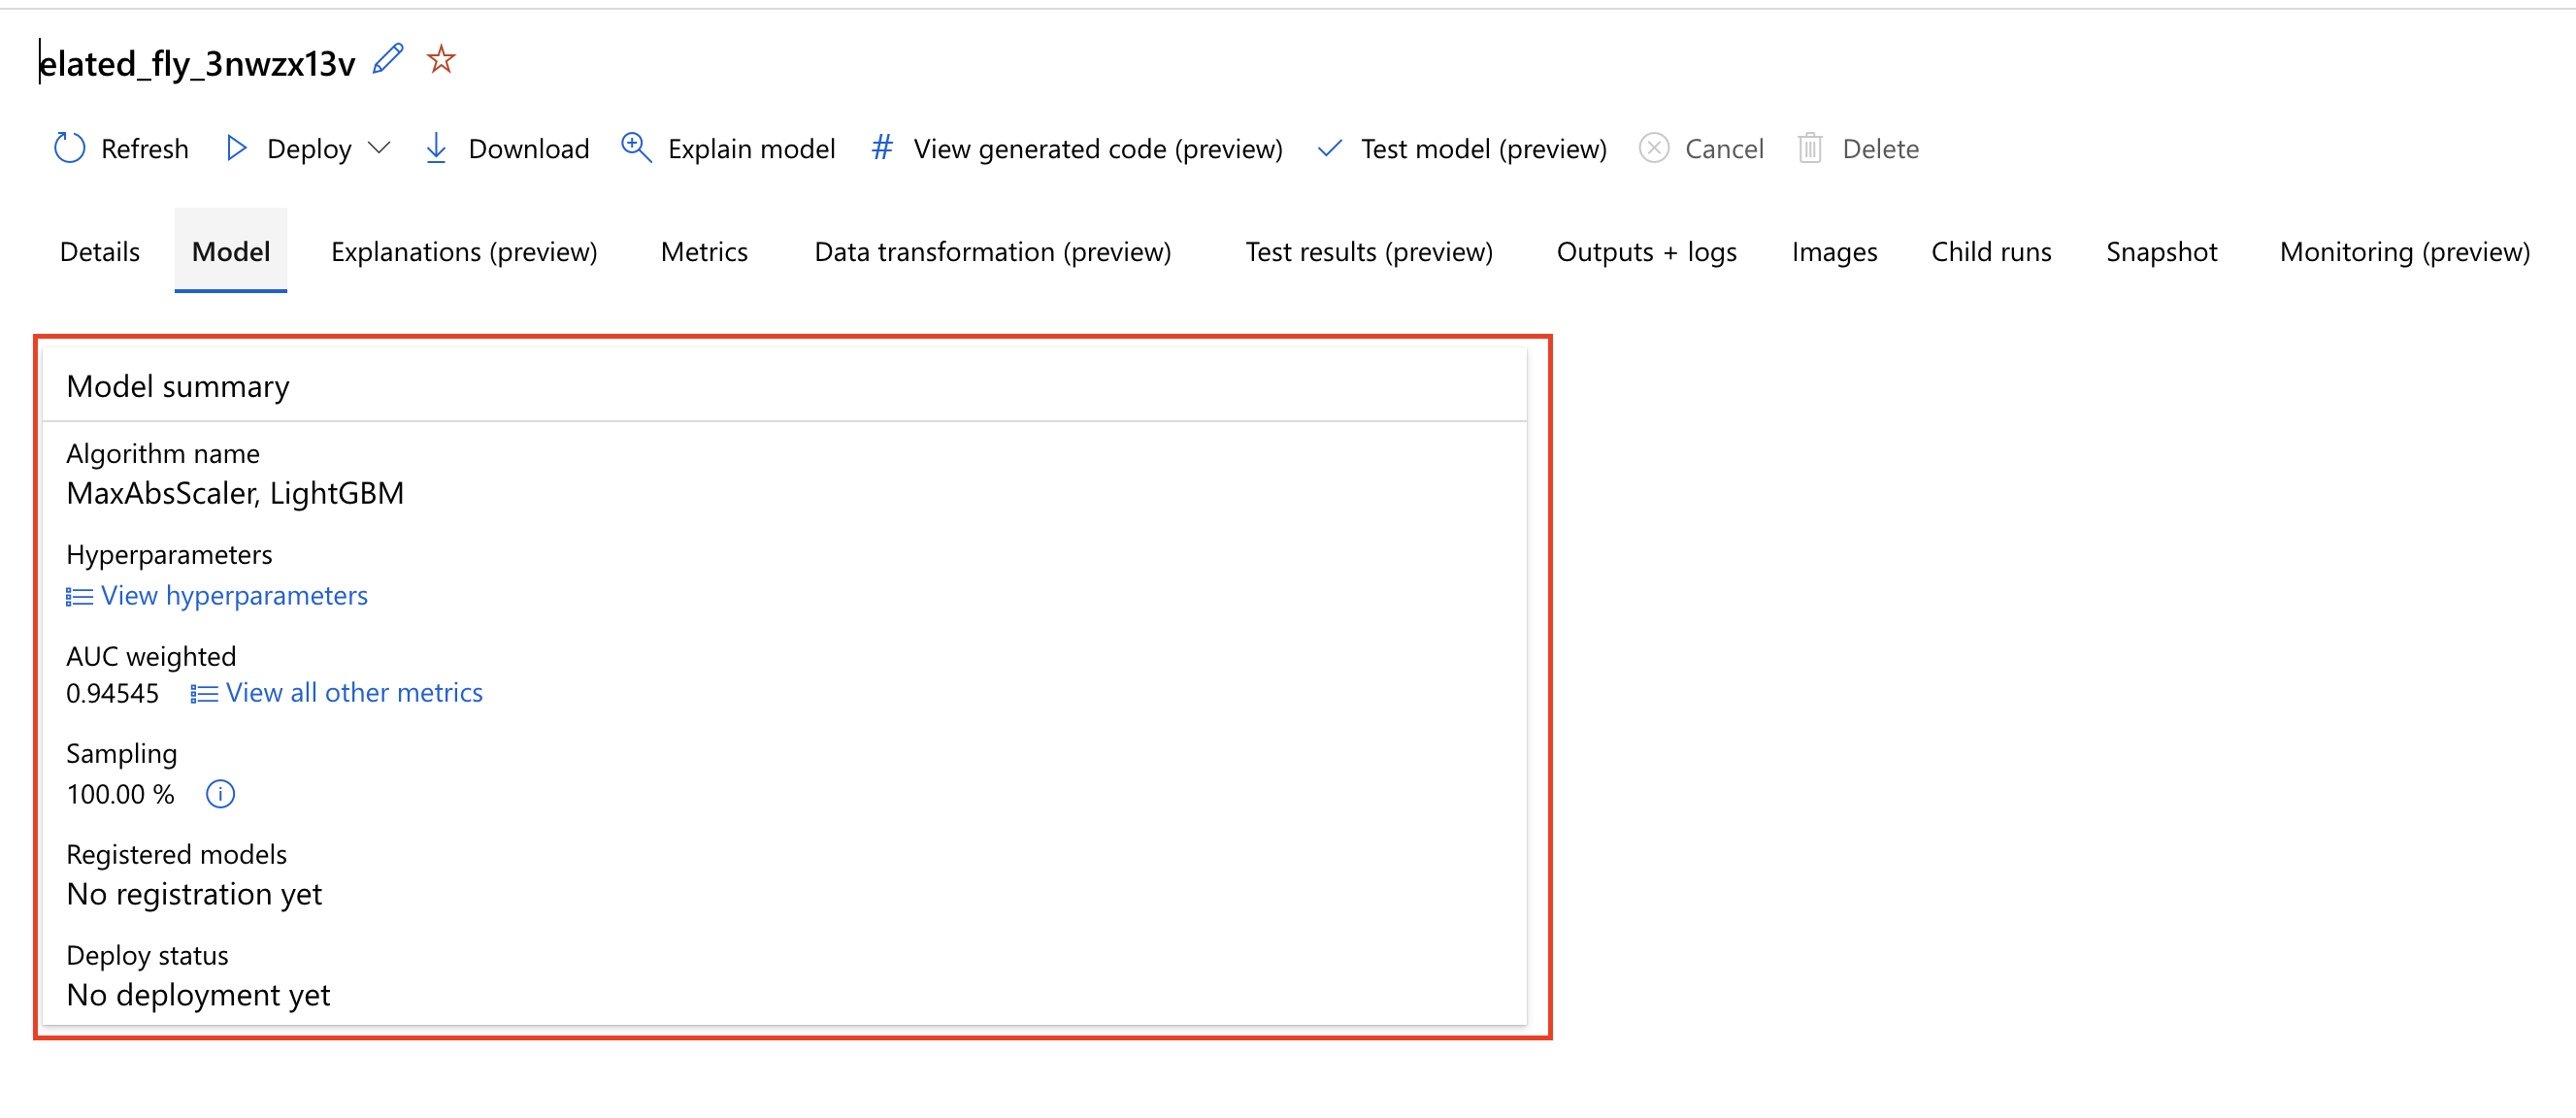 elated_fly_3nwzx13v
Refresh Deploy Download Explain model # View generated code (preview) Test model (preview) Cancel Delete
Details Model Explanations (preview) Metrics Data transformation (preview) Test results (preview) Outputs + logs Images Child runs Snapshot Monitoring (preview)
Model summary
Algorithm name
MaxAbsScaler, LightGBM
Hyperparameters
View hyperparameters
AUC weighted
0.94545 View all other metrics
Sampling
100.00 %
Registered models
No registration yet
Deploy status
No deployment yet